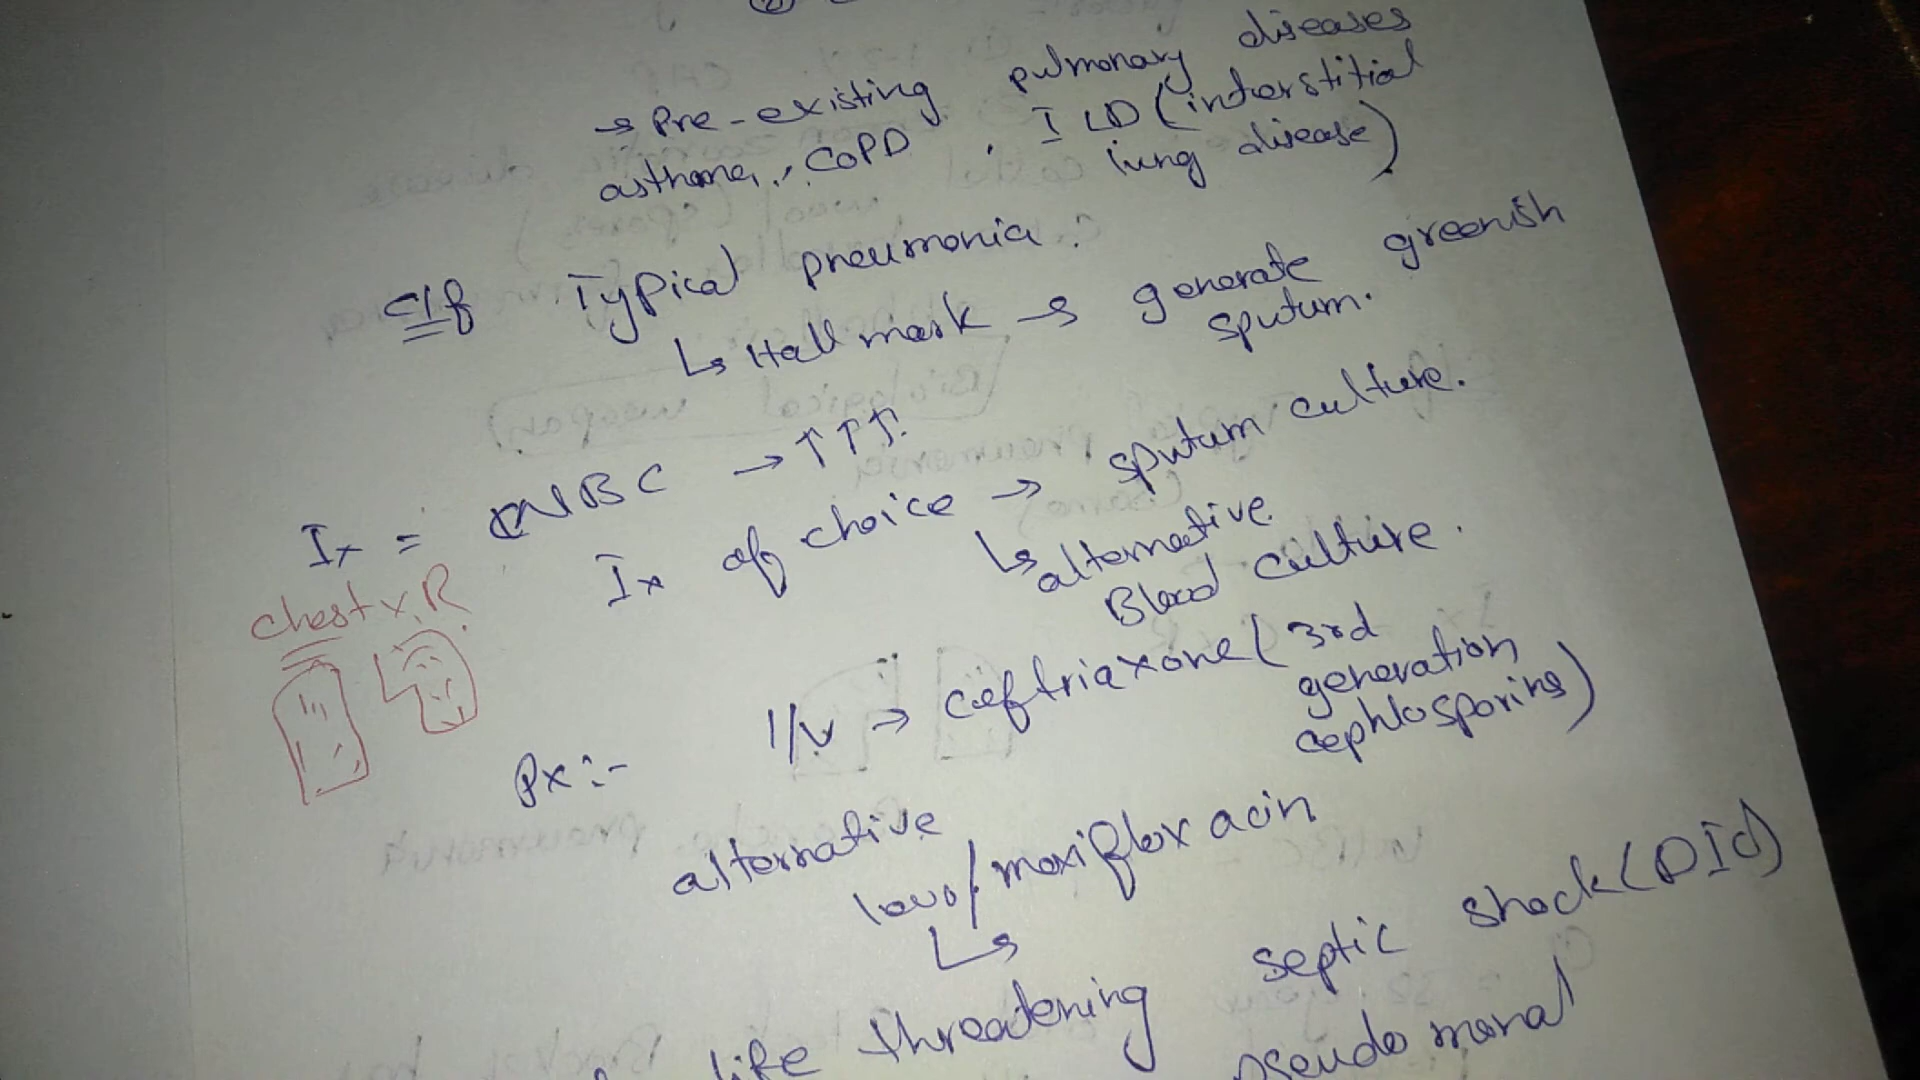 → Pre-existing pulmonary diseases
asthma, COPD, ILD (interstitial
lung disease)
C/f Typical pneumonia:
↳ Hall mark → generate greenish
sputum.
Ix = WBC → ↑↑↑.
Ix of choice → sputum culture.
↳ alternative
Blood culture.
chest x.R
Px:- I/V → ceftriaxone (3rd
generation
cephlosporins)
alternative
levo/moxifloxacin
↳
life threatening septic shock (DIC)
pseudomonal